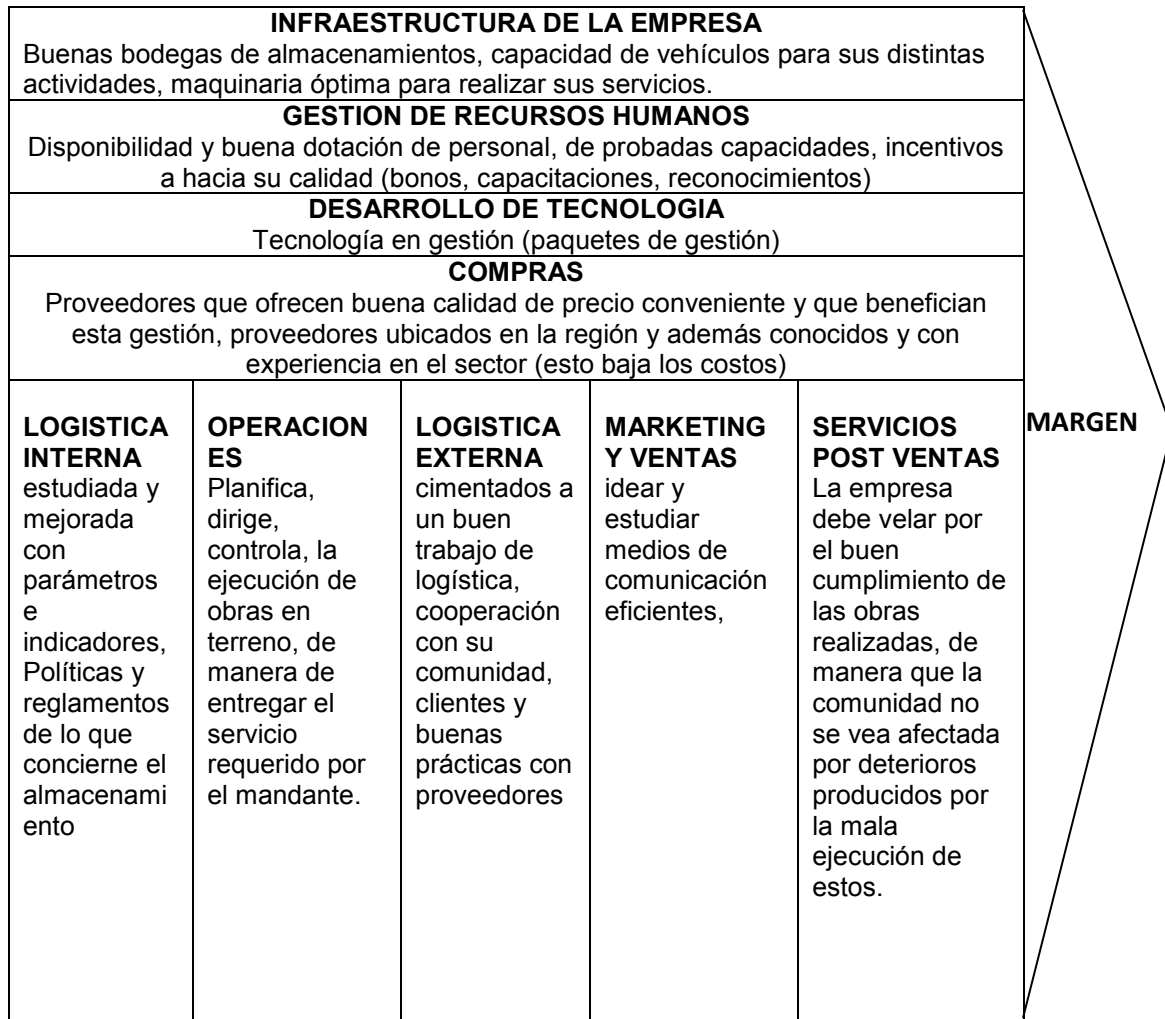 INFRAESTRUCTURA DE LA EMPRESA
Buenas bodegas de almacenamientos, capacidad de vehículos para sus distintas
actividades, maquinaria óptima para realizar sus servicios.
GESTION DE RECURSOS HUMANOS
Disponibilidad y buena dotación de personal, de probadas capacidades, incentivos
a hacia su calidad (bonos, capacitaciones, reconocimientos)
DESARROLLO DE TECNOLOGIA
Tecnología en gestión (paquetes de gestión)
COMPRAS
Proveedores que ofrecen buena calidad de precio conveniente y que benefician
esta gestión, proveedores ubicados en la región y además conocidos y con
experiencia en el sector (esto baja los costos)
LOGISTICA
INTERNA
estudiada y
mejorada
con
parámetros
e
indicadores,
Políticas y
reglamentos
de lo que
concierne el
almacenami
ento
OPERACION
ES
Planifica,
dirige,
controla, la
ejecución de
obras en
terreno, de
manera de
entregar el
servicio
requerido por
el mandante.
LOGISTICA
EXTERNA
cimentados a
un buen
trabajo de
logística,
cooperación
con su
comunidad,
clientes y
buenas
prácticas con
proveedores
MARKETING
Y VENTAS
idear y
estudiar
medios de
comunicación
eficientes,
SERVICIOS
POST VENTAS
La empresa
debe velar por
el buen
cumplimiento de
las obras
realizadas, de
manera que la
comunidad no
se vea afectada
por deterioros
producidos por
la mala
ejecución de
estos.
MARGEN